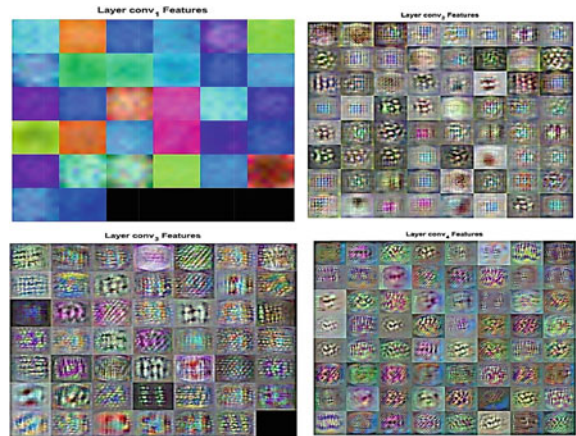 Layer conv₁ Features
Layer conv₂ Features
Layer conv₃ Features
Layer conv₄ Features